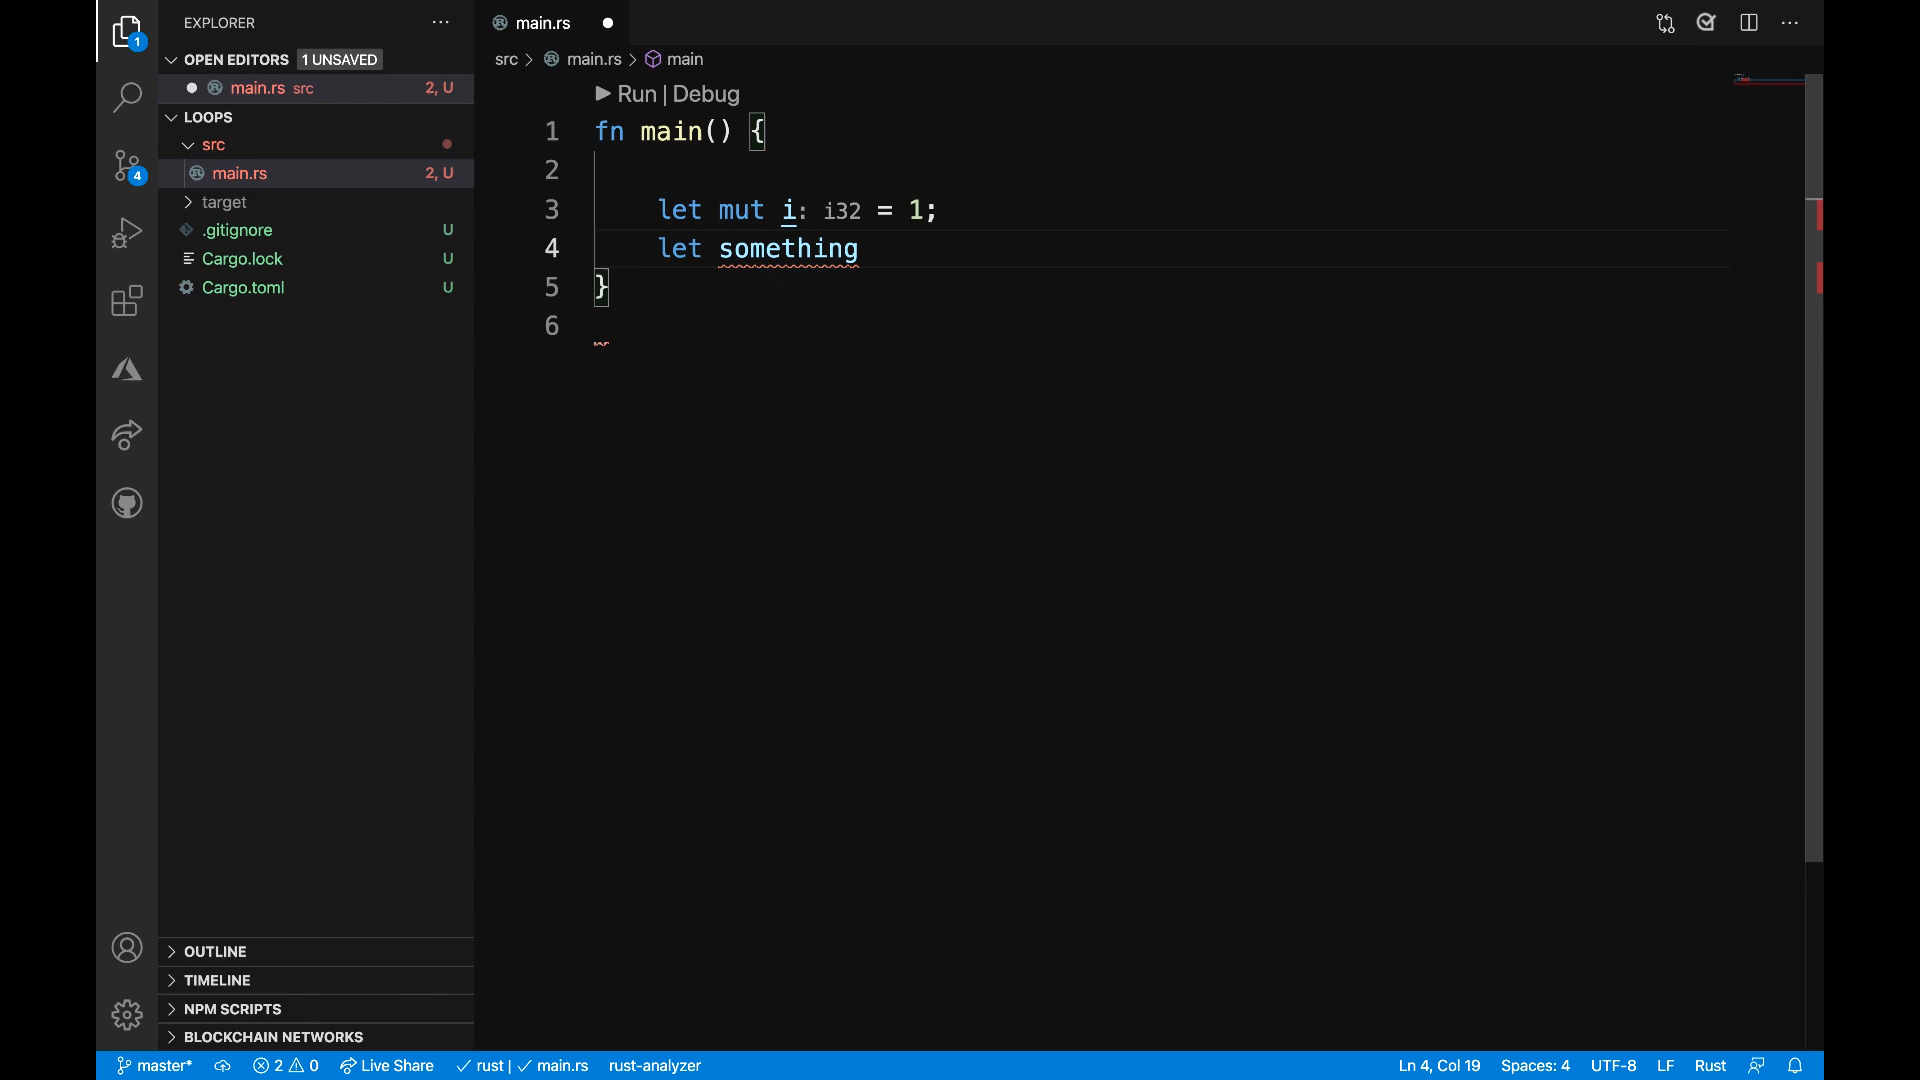 EXPLORER
OPEN EDITORS 1 UNSAVED
main.rs src 2, U
LOOPS
src
main.rs 2, U
target
.gitignore U
Cargo.lock U
Cargo.toml U
OUTLINE
TIMELINE
NPM SCRIPTS
BLOCKCHAIN NETWORKS
1
4
main.rs
src > main.rs > main
Run | Debug
1 fn main() {
2
3 let mut i: i32 = 1;
4 let something
5 }
6
master* 2 0 Live Share rust | main.rs rust-analyzer Ln 4, Col 19 Spaces: 4 UTF-8 LF Rust